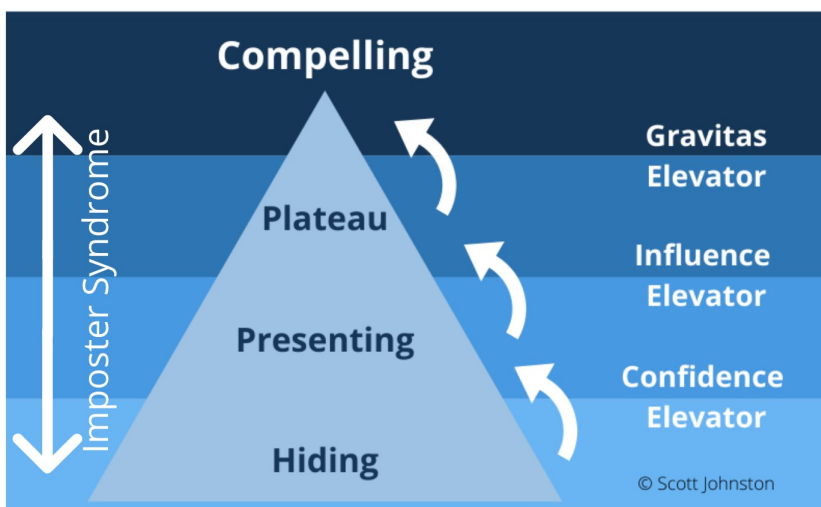 Compelling
Imposter Syndrome
Gravitas
Elevator
Plateau
Influence
Elevator
Presenting
Confidence
Elevator
Hiding
© Scott Johnston